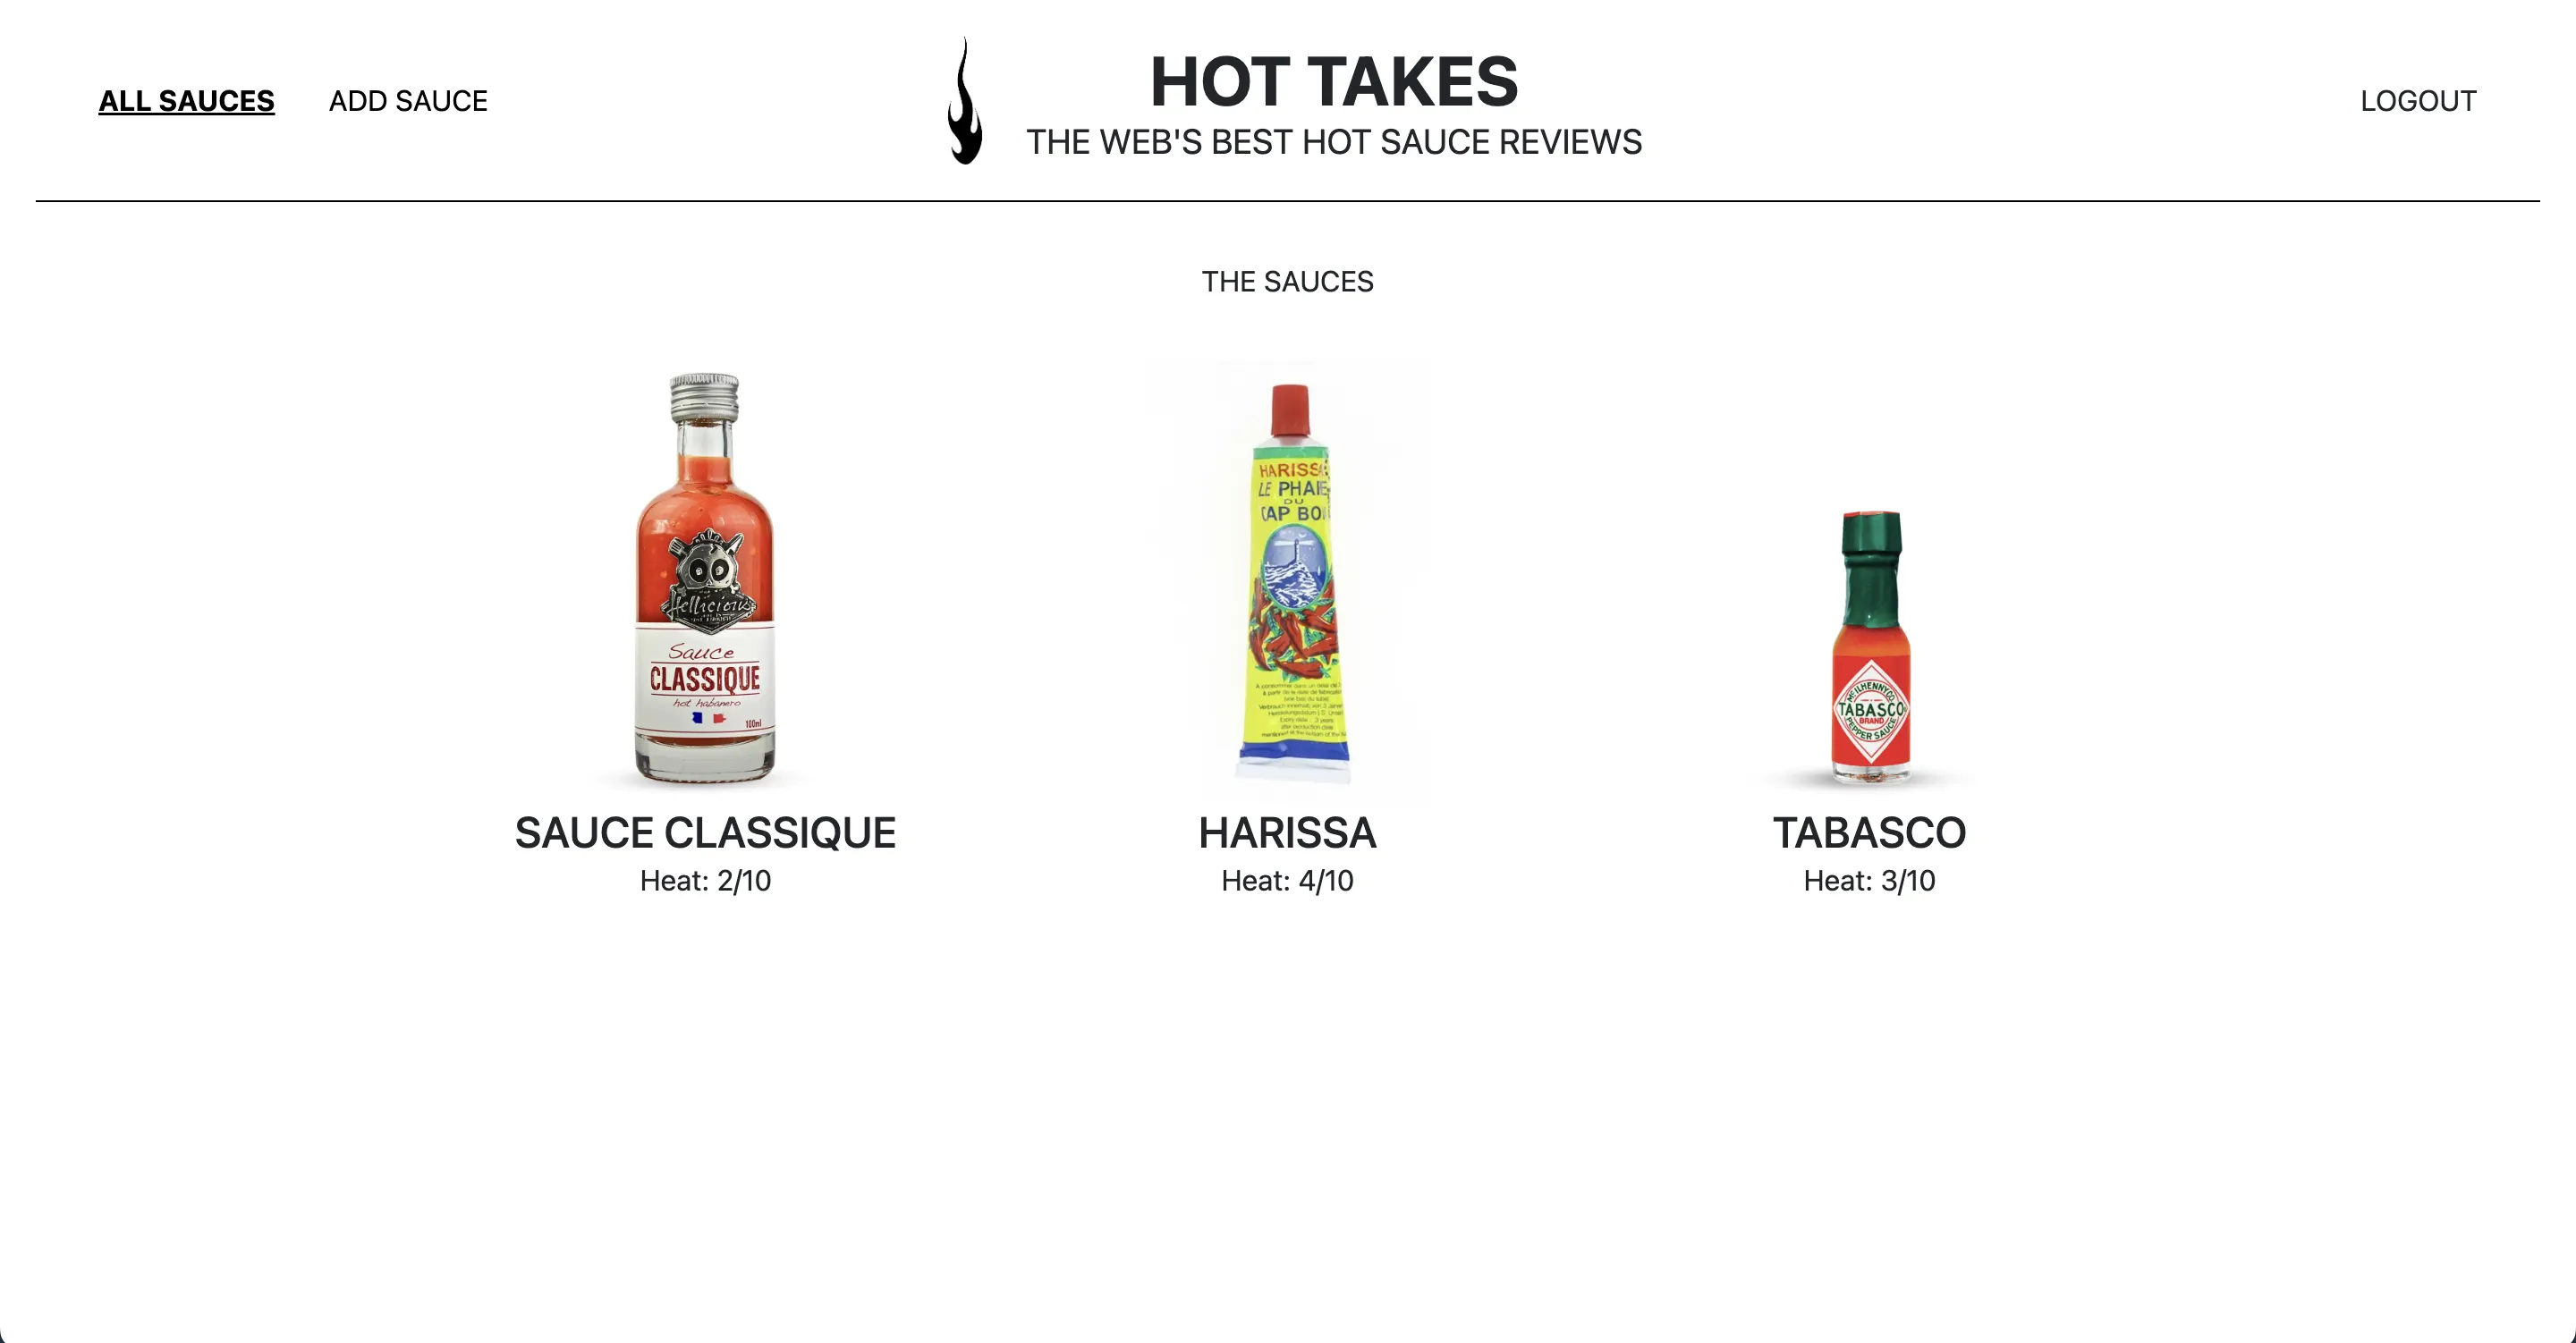 ALL SAUCES
ADD SAUCE
HOT TAKES
THE WEB'S BEST HOT SAUCE REVIEWS
LOGOUT
THE SAUCES
Hellicious
Sauce
CLASSIQUE
hot habanero
100ml
SAUCE CLASSIQUE
Heat: 2/10
HARISSA
LE PHARE
DU
CAP BO
HARISSA
Heat: 4/10
McILHENNY CO
TABASCO
BRAND
PEPPER SAUCE
TABASCO
Heat: 3/10